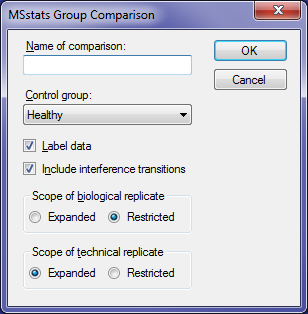 MSstats Group Comparison
Name of comparison:
OK
Cancel
Control group:
Healthy
Label data
Include interference transitions
Scope of biological replicate
Expanded Restricted
Scope of technical replicate
Expanded Restricted